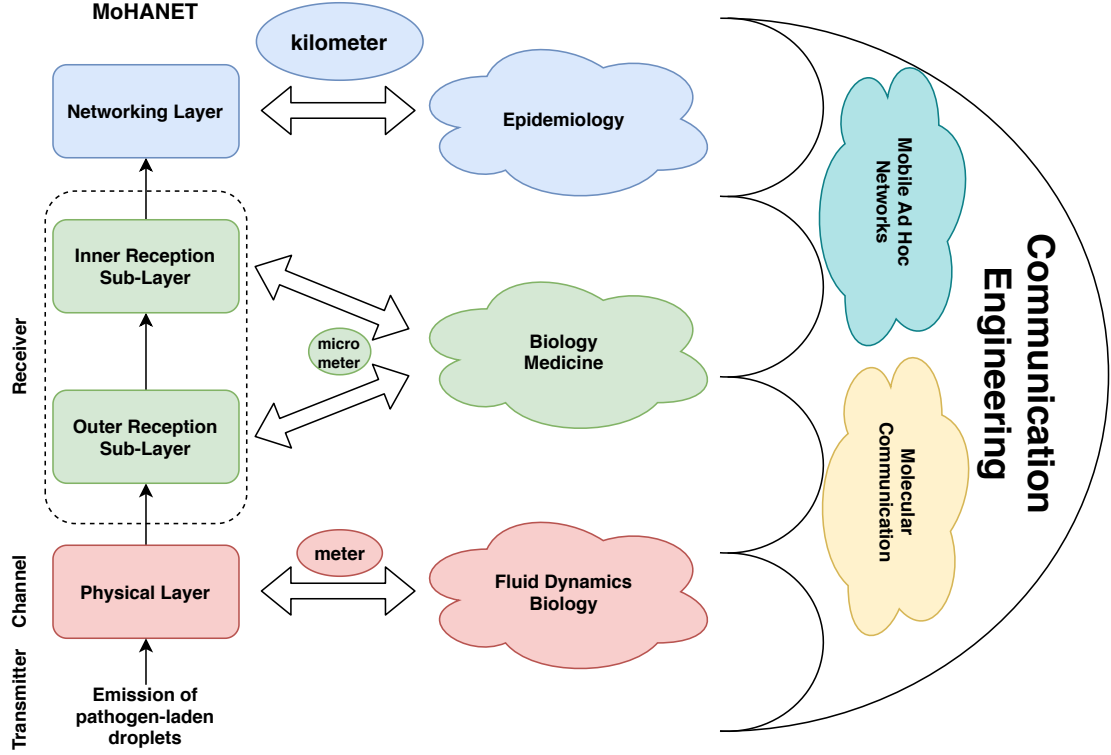 MoHANET
kilometer
Networking Layer
Epidemiology
Inner Reception
Sub-Layer
micro
meter
Biology
Medicine
Outer Reception
Sub-Layer
Receiver
meter
Physical Layer
Fluid Dynamics
Biology
Channel
Transmitter
Emission of
pathogen-laden
droplets
Mobile Ad Hoc
Networks
Molecular
Communication
Communication
Engineering